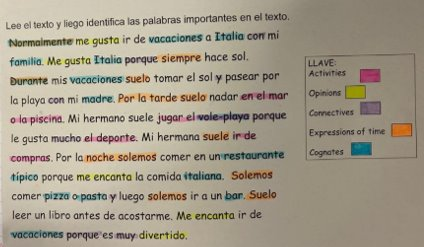 Lee el texto y llego identifica las palabras importantes en el texto.
Normalmente me gusta ir de vacaciones a Italia con mi
familia. Me gusta Italia porque siempre hace sol.
Durante mis vacaciones suelo tomar el sol y pasear por
la playa con mi madre. Por la tarde suelo nadar en el mar
o la piscina. Mi hermano suele jugar el vole-playa porque
le gusta mucho el deporte. Mi hermana suele ir de
compras. Por la noche solemos comer en un restaurante
típico porque me encanta la comida italiana. Solemos
comer pizza o pasta y luego solemos ir a un bar. Suelo
leer un libro antes de acostarme. Me encanta ir de
vacaciones porque es muy divertido.
LLAVE:
Activities
Opinions
Connectives
Expressions of time
Cognates